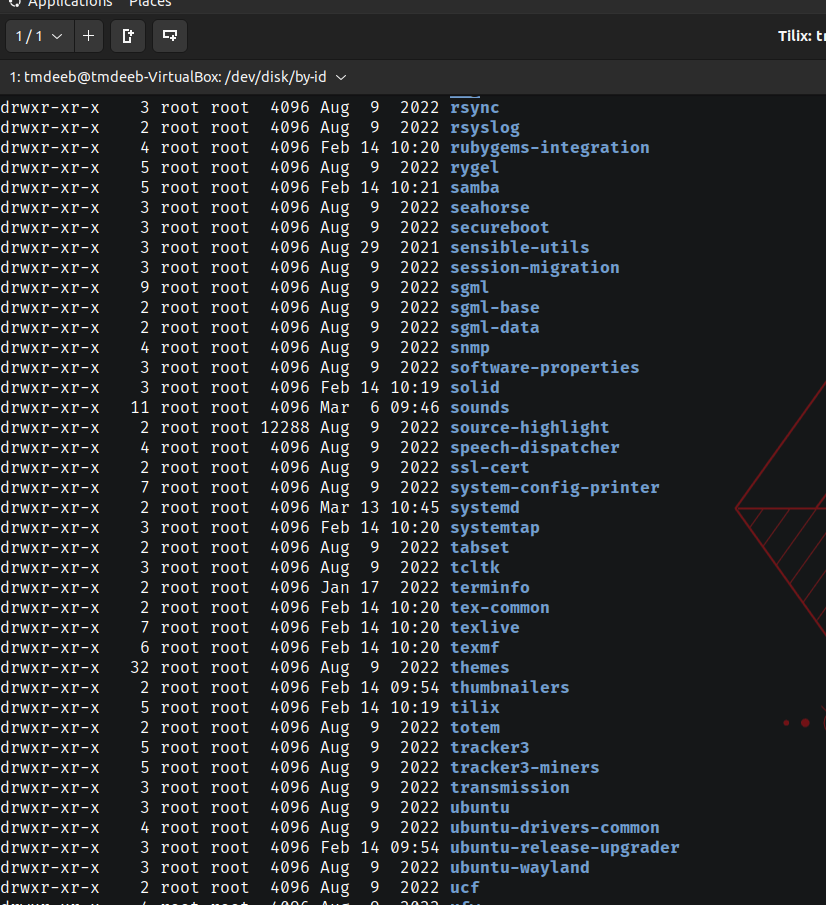 Applications Places
1 / 1
Tilix: t
1: tmdeeb@tmdeeb-VirtualBox: /dev/disk/by-id
drwxr-xr-x 3 root root 4096 Aug 9 2022 rsync
drwxr-xr-x 2 root root 4096 Aug 9 2022 rsyslog
drwxr-xr-x 4 root root 4096 Feb 14 10:20 rubygems-integration
drwxr-xr-x 5 root root 4096 Aug 9 2022 rygel
drwxr-xr-x 5 root root 4096 Feb 14 10:21 samba
drwxr-xr-x 3 root root 4096 Aug 9 2022 seahorse
drwxr-xr-x 3 root root 4096 Aug 9 2022 secureboot
drwxr-xr-x 3 root root 4096 Aug 29 2021 sensible-utils
drwxr-xr-x 3 root root 4096 Aug 9 2022 session-migration
drwxr-xr-x 9 root root 4096 Aug 9 2022 sgml
drwxr-xr-x 2 root root 4096 Aug 9 2022 sgml-base
drwxr-xr-x 2 root root 4096 Aug 9 2022 sgml-data
drwxr-xr-x 4 root root 4096 Aug 9 2022 snmp
drwxr-xr-x 3 root root 4096 Aug 9 2022 software-properties
drwxr-xr-x 3 root root 4096 Feb 14 10:19 solid
drwxr-xr-x 11 root root 4096 Mar 6 09:46 sounds
drwxr-xr-x 2 root root 12288 Aug 9 2022 source-highlight
drwxr-xr-x 4 root root 4096 Aug 9 2022 speech-dispatcher
drwxr-xr-x 2 root root 4096 Aug 9 2022 ssl-cert
drwxr-xr-x 7 root root 4096 Aug 9 2022 system-config-printer
drwxr-xr-x 2 root root 4096 Mar 13 10:45 systemd
drwxr-xr-x 3 root root 4096 Feb 14 10:20 systemtap
drwxr-xr-x 2 root root 4096 Aug 9 2022 tabset
drwxr-xr-x 3 root root 4096 Aug 9 2022 tcltk
drwxr-xr-x 2 root root 4096 Jan 17 2022 terminfo
drwxr-xr-x 2 root root 4096 Feb 14 10:20 tex-common
drwxr-xr-x 7 root root 4096 Feb 14 10:20 texlive
drwxr-xr-x 6 root root 4096 Feb 14 10:20 texmf
drwxr-xr-x 32 root root 4096 Aug 9 2022 themes
drwxr-xr-x 2 root root 4096 Feb 14 09:54 thumbnailers
drwxr-xr-x 5 root root 4096 Feb 14 10:19 tilix
drwxr-xr-x 2 root root 4096 Aug 9 2022 totem
drwxr-xr-x 5 root root 4096 Aug 9 2022 tracker3
drwxr-xr-x 5 root root 4096 Aug 9 2022 tracker3-miners
drwxr-xr-x 3 root root 4096 Aug 9 2022 transmission
drwxr-xr-x 3 root root 4096 Aug 9 2022 ubuntu
drwxr-xr-x 4 root root 4096 Aug 9 2022 ubuntu-drivers-common
drwxr-xr-x 3 root root 4096 Feb 14 09:54 ubuntu-release-upgrader
drwxr-xr-x 3 root root 4096 Aug 9 2022 ubuntu-wayland
drwxr-xr-x 2 root root 4096 Aug 9 2022 ucf